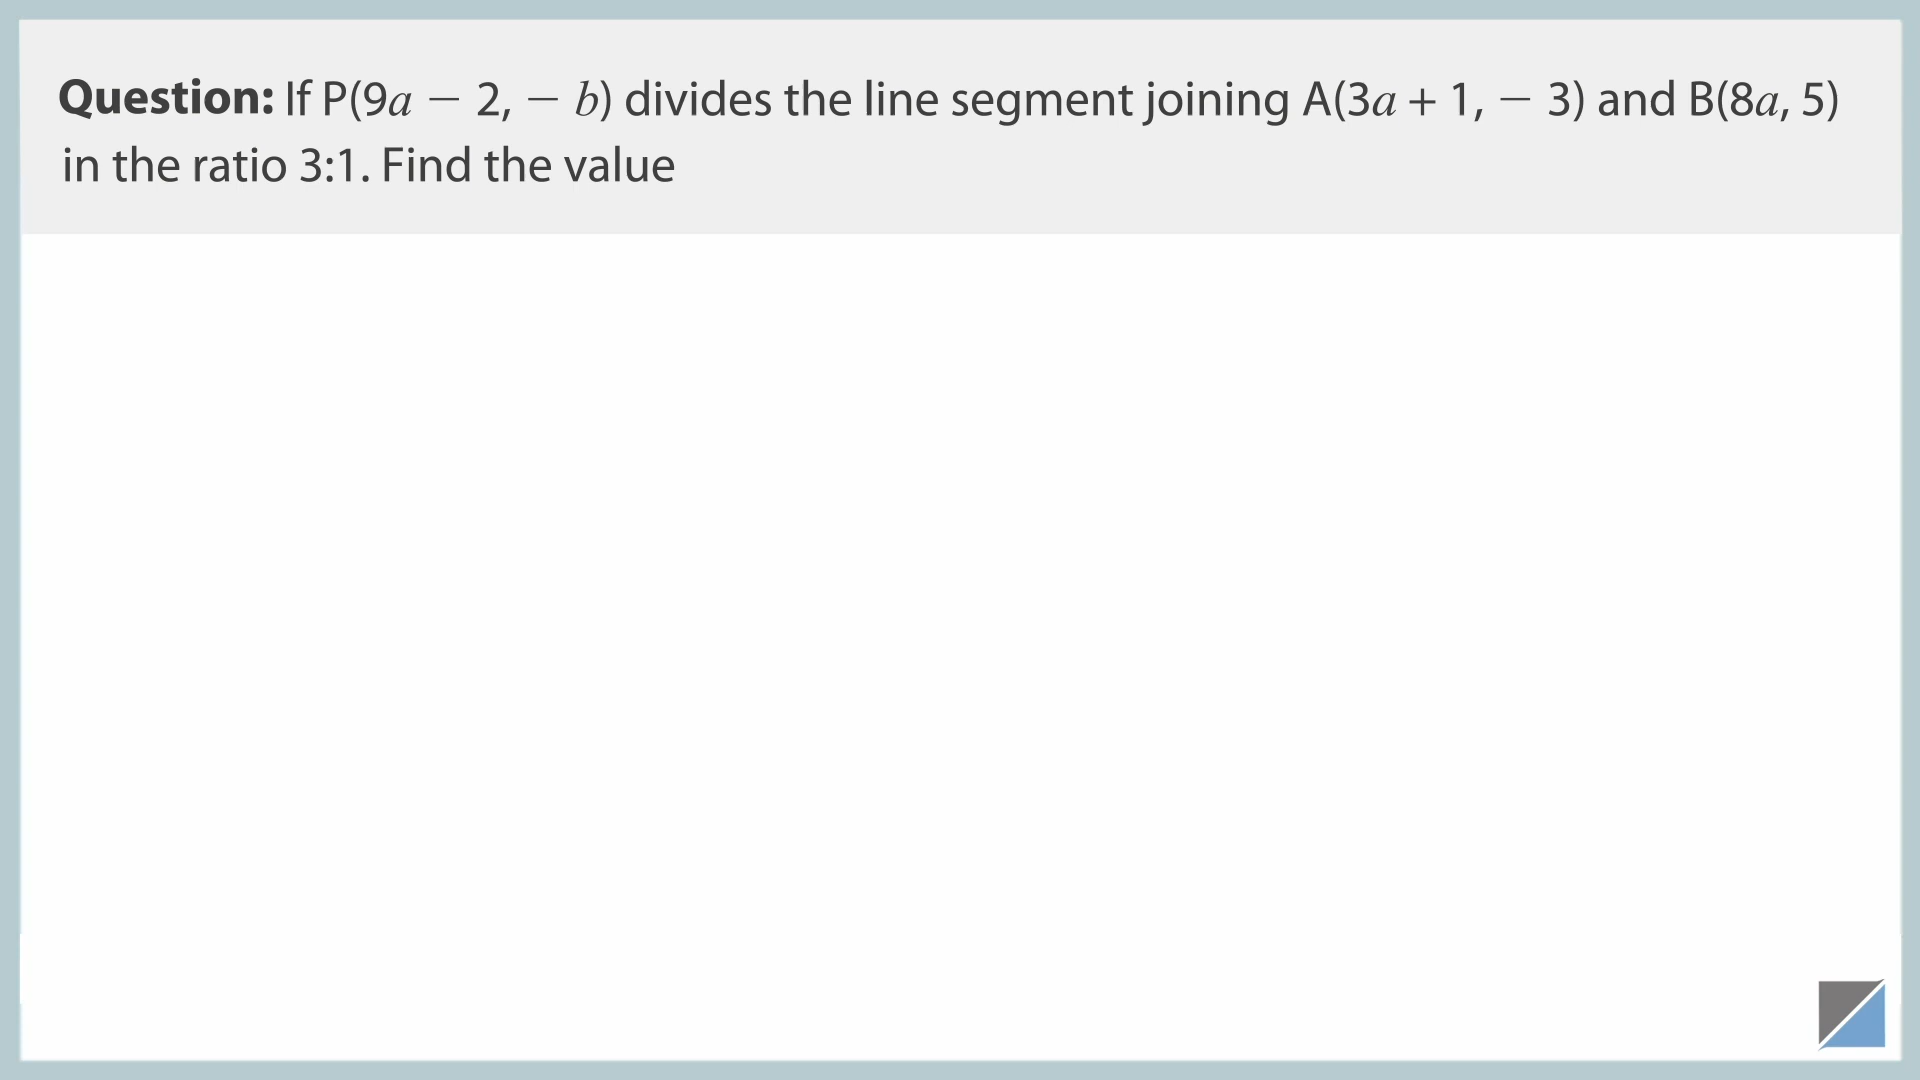 Question: If P(9a − 2, − b) divides the line segment joining A(3a + 1, − 3) and B(8a, 5)
in the ratio 3:1. Find the value